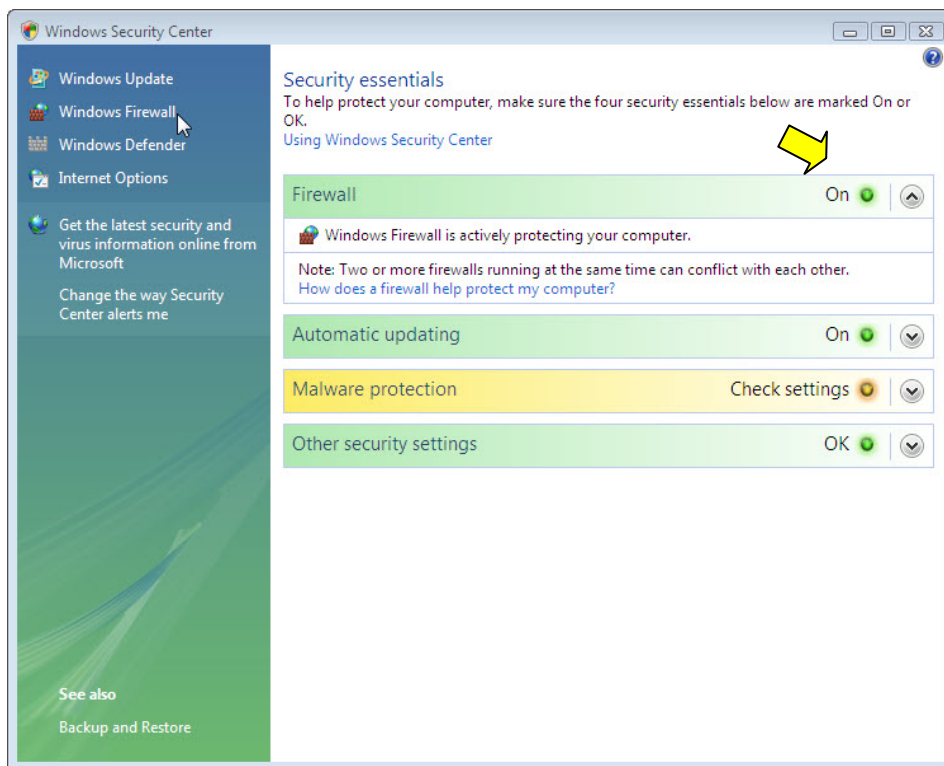 Windows Security Center
Windows Update
Windows Firewall
Windows Defender
Internet Options
Get the latest security and
virus information online from
Microsoft
Change the way Security
Center alerts me
See also
Backup and Restore
Security essentials
To help protect your computer, make sure the four security essentials below are marked On or
OK.
Using Windows Security Center
Firewall On
Windows Firewall is actively protecting your computer.
Note: Two or more firewalls running at the same time can conflict with each other.
How does a firewall help protect my computer?
Automatic updating On
Malware protection Check settings
Other security settings OK